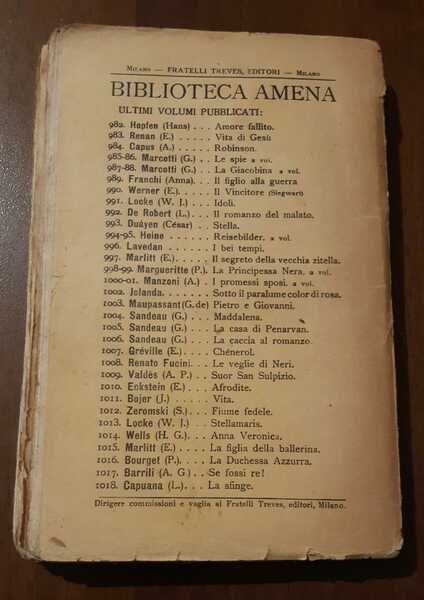 Milano — FRATELLI TREVES, EDITORI — Milano
BIBLIOTECA AMENA
ULTIMI VOLUMI PUBBLICATI:
982. Hopfen (Hans) . . . Amore fallito.
983. Renan (E.) . . . . . Vita di Gesù
984. Capus (A.) . . . . . Robinson.
985-86. Marcotti (G.) . . Le spie 2 vol.
987-88. Marcotti (G.) . . La Giacobina 2 vol.
989. Franchi (Anna). . . Il figlio alla guerra
990. Werner (E.). . . . . Il Vincitore (Siegwart)
991. Locke (W. J.) . . . . Idoli.
992. De Robert (L.) . . . Il romanzo del malato.
993. Duáyen (César) . . . Stella.
994-95. Heine . . . . . . Reisebilder. 2 vol.
996. Lavedan . . . . . . I bei tempi.
997. Marlitt (E.) . . . . Il segreto della vecchia zitella.
998-99. Margueritte (P.). La Principessa Nera. 2 vol.
1000-01. Manzoni (A.) . I promessi sposi. 2 vol.
1002. Jolanda. . . . . . Sotto il paralume color di rosa.
1003. Maupassant (G. de) Pietro e Giovanni.
1004. Sandeau (G.) . . . Maddalena.
1005. Sandeau (G.) . . . La casa di Penarvan.
1006. Sandeau (G.) . . . La caccia al romanzo.
1007. Gréville (E.) . . . . Chénerol.
1008. Renato Fucini. . . Le veglie di Neri.
1009. Valdès (A. P.) . . Suor San Sulpizio.
1010. Eckstein (E.) . . . Afrodite.
1011. Bojer (J.) . . . . . Vita.
1012. Zeromski (S.) . . . Fiume fedele.
1013. Locke (W. J.) . . Stellamaris.
1014. Wells (H. G.) . . . Anna Veronica.
1015. Marlitt (E.) . . . . La figlia della ballerina.
1016. Bourget (P.). . . . La Duchessa Azzurra.
1017. Barrili (A. G) . . Se fossi re!
1018. Capuana (L.). . . La sfinge.
Dirigere commissioni e vaglia ai Fratelli Treves, editori, Milano.